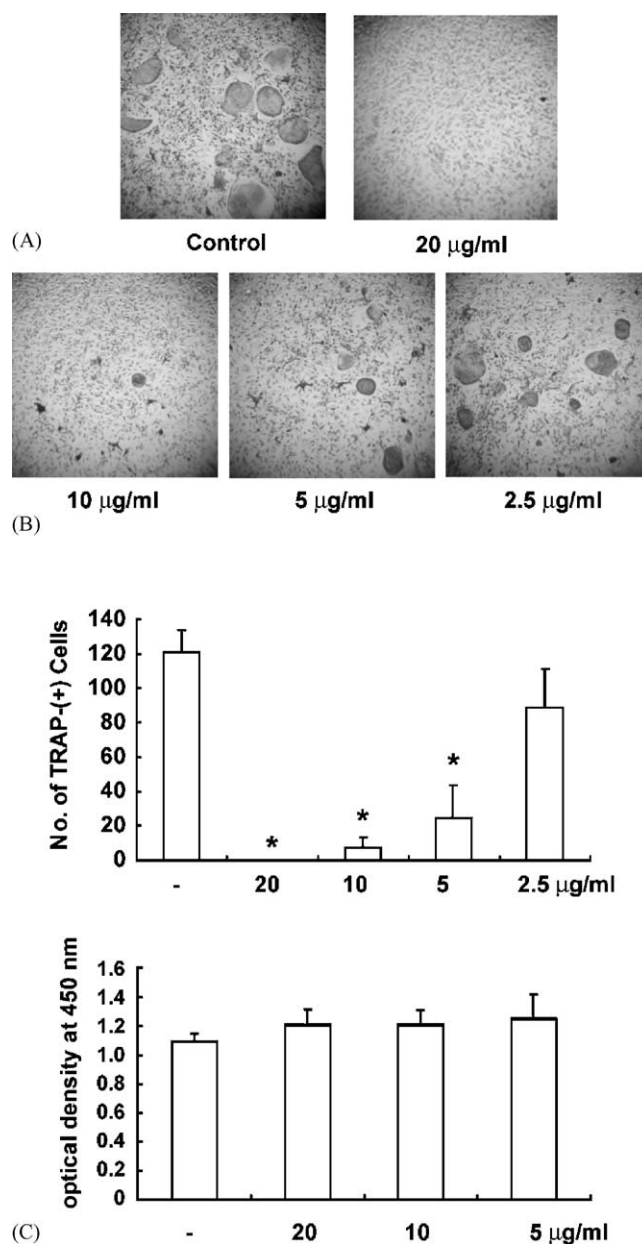 (A)
Control 20 μg/ml
10 μg/ml 5 μg/ml 2.5 μg/ml
(B)
No. of TRAP-(+) Cells
140
120
100
80
60
40
20
0
* * *
- 20 10 5 2.5 μg/ml
optical density at 450 nm
1.6
1.4
1.2
1.0
0.8
0.6
0.4
0.2
0
(C)
- 20 10 5 μg/ml